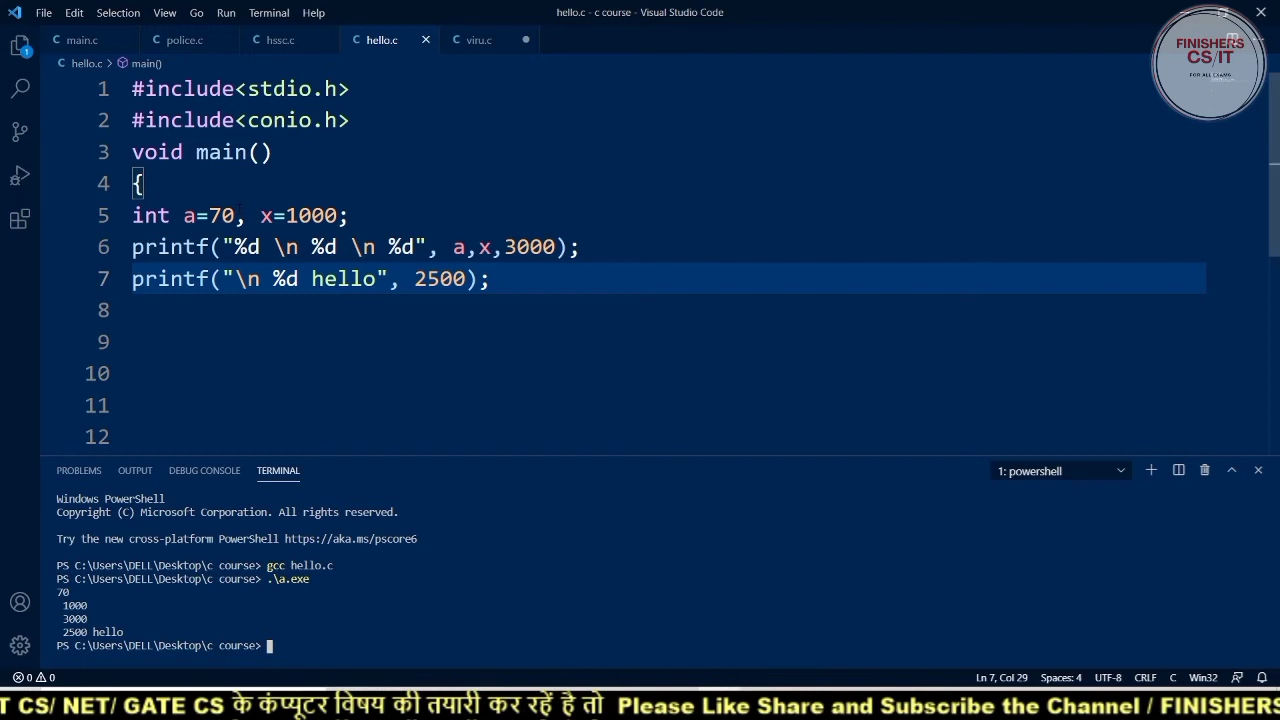 File Edit Selection View Go Run Terminal Help hello.c - c course - Visual Studio Code
main.c police.c hssc.c hello.c viru.c
hello.c > main()
FINISHERS
CS/IT
FOR ALL EXAMS
1 #include<stdio.h>
2 #include<conio.h>
3 void main()
4 {
5 int a=70, x=1000;
6 printf("%d \n %d \n %d", a,x,3000);
7 printf("\n %d hello", 2500);
8
9
10
11
12
PROBLEMS OUTPUT DEBUG CONSOLE TERMINAL 1: powershell
Windows PowerShell
Copyright (C) Microsoft Corporation. All rights reserved.
Try the new cross-platform PowerShell https://aka.ms/pscore6
PS C:\Users\DELL\Desktop\c course> gcc hello.c
PS C:\Users\DELL\Desktop\c course> .\a.exe
70
1000
3000
2500 hello
PS C:\Users\DELL\Desktop\c course>
0 0 Ln 7, Col 29 Spaces: 4 UTF-8 CRLF C Win32
T CS/ NET/ GATE CS के कंप्यूटर विषय की तयारी कर रहें है तो Please Like Share and Subscribe the Channel / FINISHERS